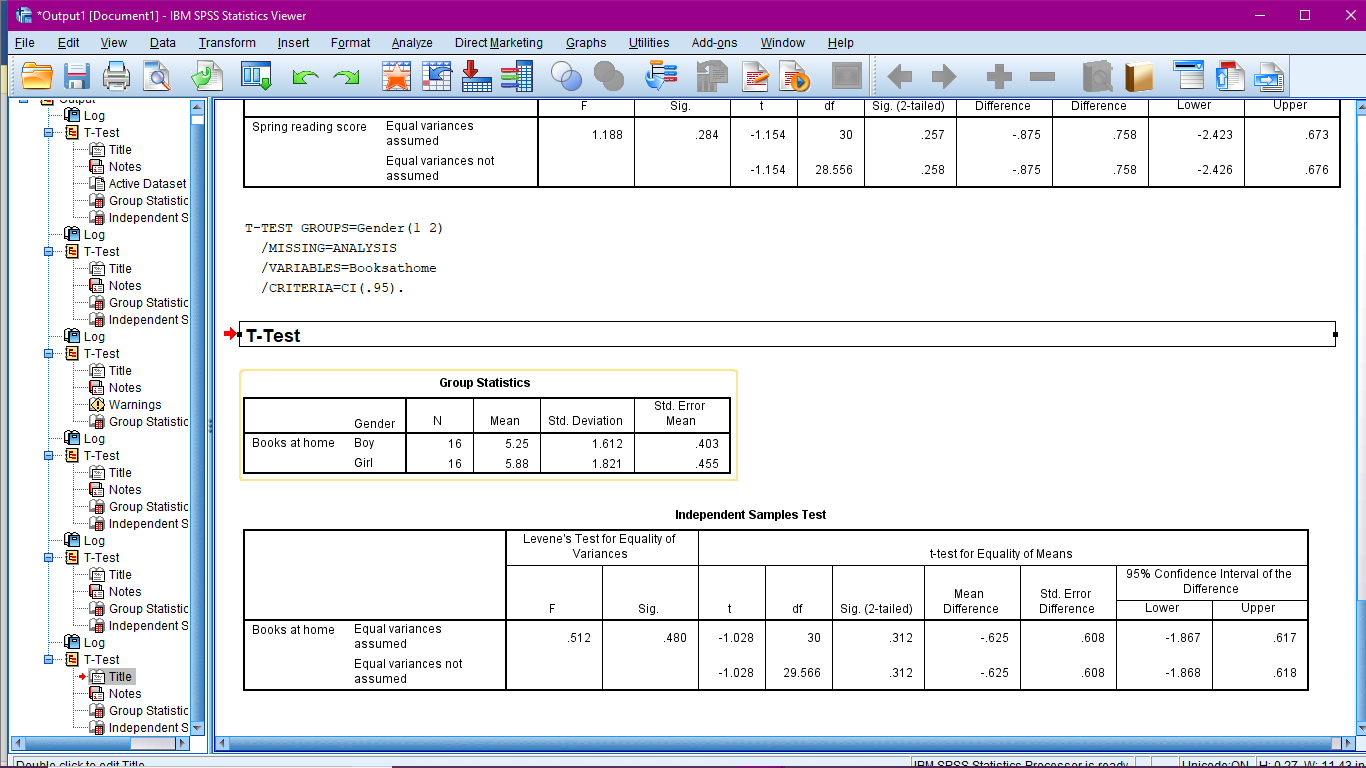 *Output1 [Document1] - IBM SPSS Statistics Viewer
File Edit View Data Transform Insert Format Analyze Direct Marketing Graphs Utilities Add-ons Window Help
Output
Log
T-Test
Title
Notes
Active Dataset
Group Statistic
Independent S
Log
T-Test
Title
Notes
Group Statistic
Independent S
Log
T-Test
Title
Notes
Warnings
Group Statistic
Log
T-Test
Title
Notes
Group Statistic
Independent S
Log
T-Test
Title
Notes
Group Statistic
Independent S
Log
T-Test
Title
Notes
Group Statistic
Independent S
F Sig. t df Sig. (2-tailed) Difference Difference Lower Upper
Spring reading score Equal variances
assumed 1.188 .284 -1.154 30 .257 -.875 .758 -2.423 .673
Equal variances not
assumed -1.154 28.556 .258 -.875 .758 -2.426 .676
T-TEST GROUPS=Gender(1 2)
/MISSING=ANALYSIS
/VARIABLES=Booksathome
/CRITERIA=CI(.95).
T-Test
Group Statistics
Gender N Mean Std. Deviation Std. Error
Mean
Books at home Boy 16 5.25 1.612 .403
Girl 16 5.88 1.821 .455
Independent Samples Test
Levene's Test for Equality of
Variances t-test for Equality of Means
95% Confidence Interval of the
Difference
F Sig. t df Sig. (2-tailed) Mean
Difference Std. Error
Difference Lower Upper
Books at home Equal variances
assumed .512 .480 -1.028 30 .312 -.625 .608 -1.867 .617
Equal variances not
assumed -1.028 29.566 .312 -.625 .608 -1.868 .618
Double click to edit Title IBM SPSS Statistics Processor is ready Unicode:ON H: 0.27, W: 11.43 in